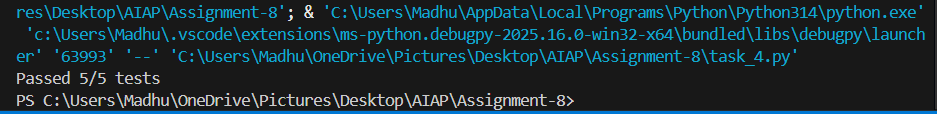 res\Desktop\AIAP\Assignment-8'; & 'C:\Users\Madhu\AppData\Local\Programs\Python\Python314\python.exe'
'c:\Users\Madhu\.vscode\extensions\ms-python.debugpy-2025.16.0-win32-x64\bundled\libs\debugpy\launch
er' '63993' '--' 'C:\Users\Madhu\OneDrive\Pictures\Desktop\AIAP\Assignment-8\task_4.py'
Passed 5/5 tests
PS C:\Users\Madhu\OneDrive\Pictures\Desktop\AIAP\Assignment-8>